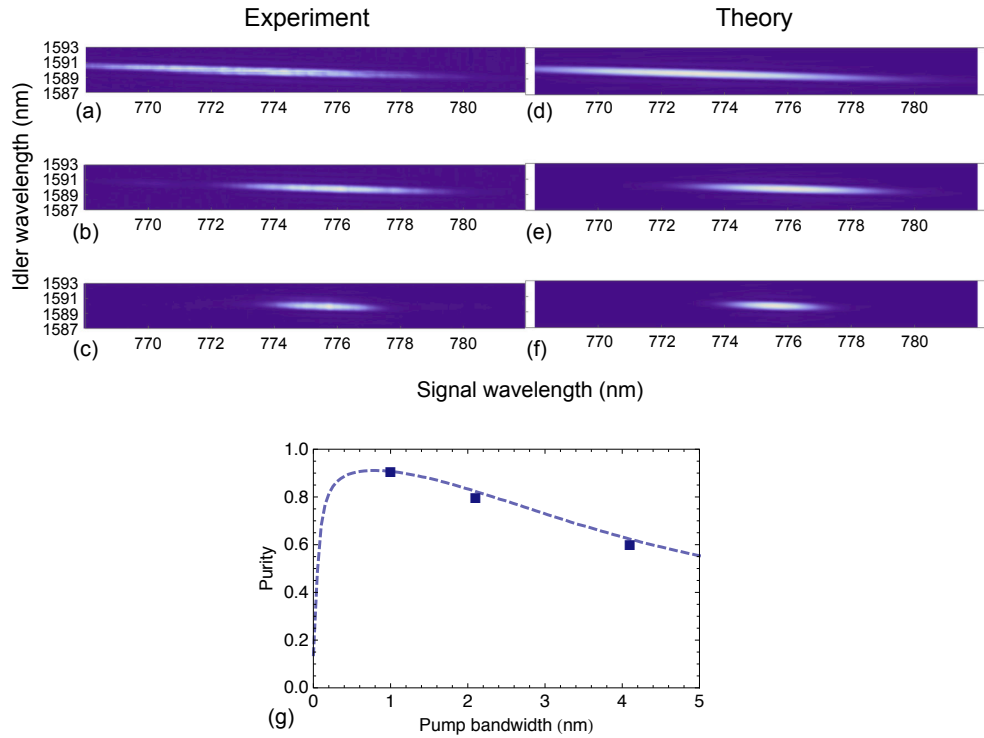 Experiment Theory
Idler wavelength (nm)
1593
1591
1589
1587
(a) 770 772 774 776 778 780 (d) 770 772 774 776 778 780
1593
1591
1589
1587
(b) 770 772 774 776 778 780 (e) 770 772 774 776 778 780
1593
1591
1589
1587
(c) 770 772 774 776 778 780 (f) 770 772 774 776 778 780
Signal wavelength (nm)
Purity
1.0
0.8
0.6
0.4
0.2
0.0
0 1 2 3 4 5
(g) Pump bandwidth (nm)